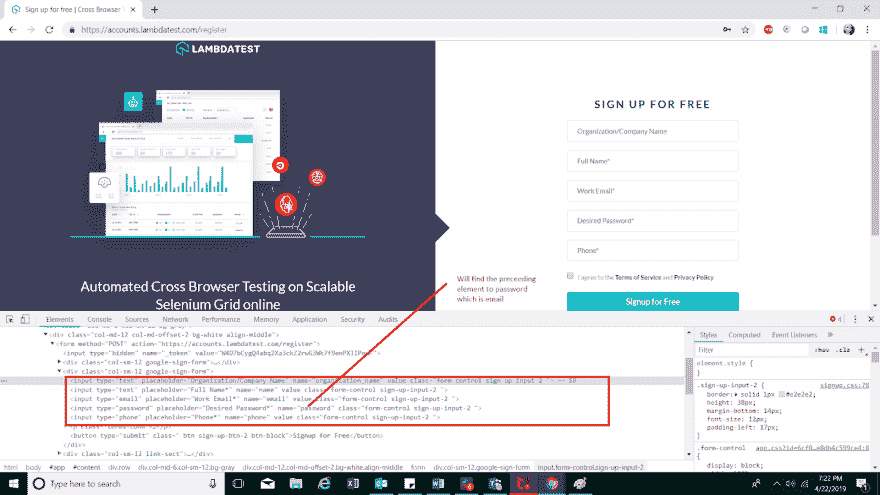 Sign up for free | Cross Browser T
https://accounts.lambdatest.com/register
LAMBDATEST
SIGN UP FOR FREE
Organization/Company Name
Full Name*
Work Email*
Desired Password*
Phone*
I agree to the Terms of Service and Privacy Policy
Signup for Free
Automated Cross Browser Testing on Scalable
Selenium Grid online
Will find the preceeding
element to password
which is email
Elements Console Sources Network Performance Memory Application Security Audits
4
Styles Computed Event Listeners
Filter :hov .cls +
<div class="col-md-12 col-md-offset-2 bg-white align-middle">
<form method="POST" action="https://accounts.lambdatest.com/register">
<input type="hidden" name="_token"
<div class="col-sm-12 google-sign-form">…</div>
<div class="col-sm-12 google-sign-form">
<input type="text" placeholder="Organization/Company Name" name="organization_name" value class="form-control sign-up-input-2
<input type="text" placeholder="Full Name*" name="name" value class="form-control sign-up-input-2 ">
<input type="email" placeholder="Work Email*" name="email" value class="form-control sign-up-input-2 ">
<input type="password" placeholder="Desired Password*" name="password" class="form-control sign-up-input-2 ">
<input type="phone" placeholder="Phone*" name="phone" value class="form-control sign-up-input-2 ">
<button type="submit" class=" btn sign-up-btn-2 btn-block">Signup for Free</button>
</div>
<div class="col-sm-12 link-sect">…</div>
element.style {
}
.sign-up-input-2 { signup.css:78
border: solid 1px #e2e2e2;
height: 38px;
margin-bottom: 14px;
font-size: 12px;
padding-left: 17px;
}
.form-control
display: block
html body #app #content div.row div.col-md-6.col-sm-12.bg-gray div.col-md-12.col-md-offset-2.bg-white.align-middle form div.col-sm-12.google-sign-form input.form-control.sign-up-input-2
Type here to search
7:22 PM
4/22/2019